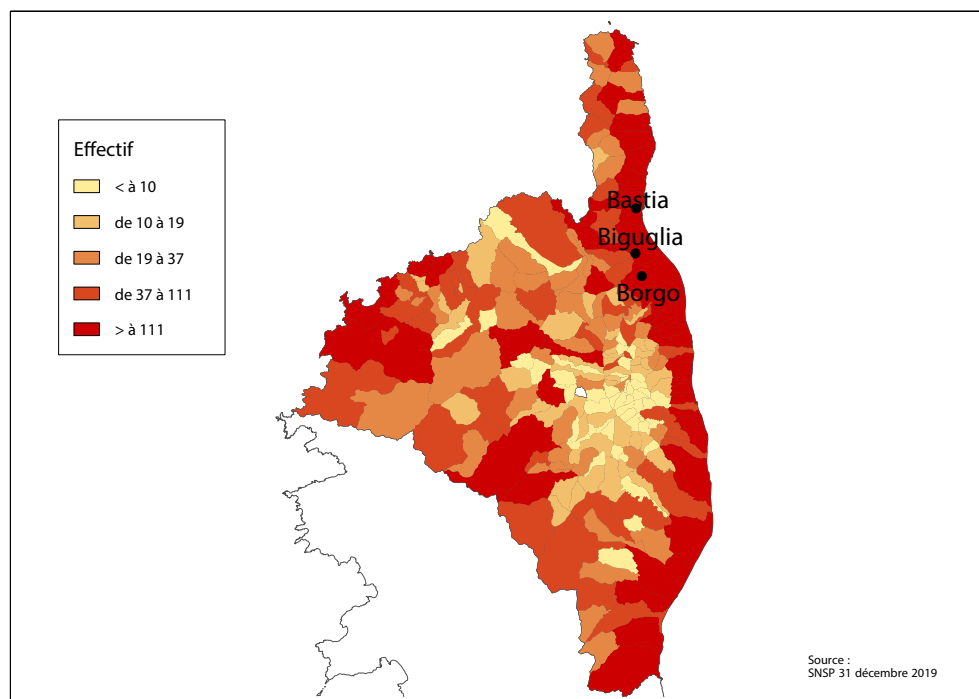 Effectif
< à 10
de 10 à 19
de 19 à 37
de 37 à 111
> à 111
Bastia
Biguglia
Borgo
Source :
SNSP 31 décembre 2019